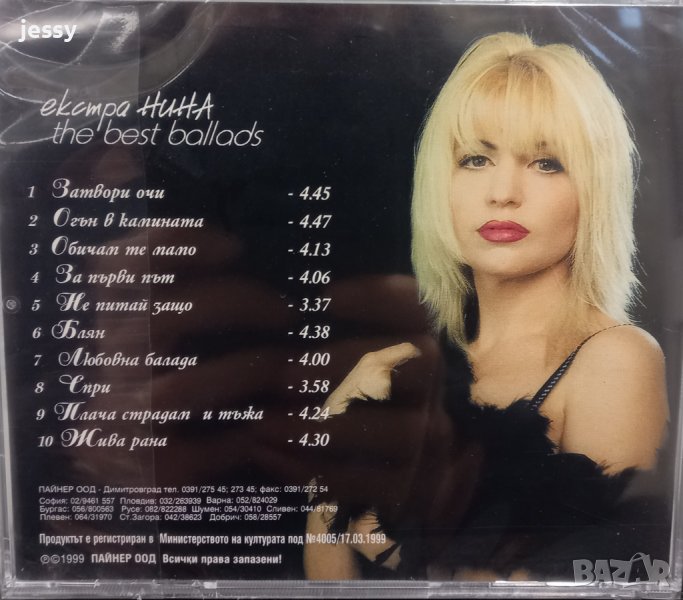 jessy
екстра НИНА
the best ballads
1 Затвори очи - 4.45
2 Огън в камината - 4.47
3 Обичам те мамо - 4.13
4 За първи път - 4.06
5 Не питай защо - 3.37
6 Блян - 4.38
7 Любовна балада - 4.00
8 Спри - 3.58
9 Плача страдам и тъжа - 4.24
10 Жива рана - 4.30
ПАЙНЕР ООД - Димитровград тел. 0391/275 45; 273 45; факс: 0391/272 54
София: 02/9461 557 Пловдив: 032/263939 Варна: 052/824029
Бургас: 056/800563 Русе: 082/822288 Шумен: 054/30410 Сливен: 044/81769
Плевен: 064/31970 Ст.Загора: 042/38623 Добрич: 058/28557
Продуктът е регистриран в Министерството на културата под №4005/17.03.1999
℗©1999 ПАЙНЕР ООД Всички права запазени!
BAZAR